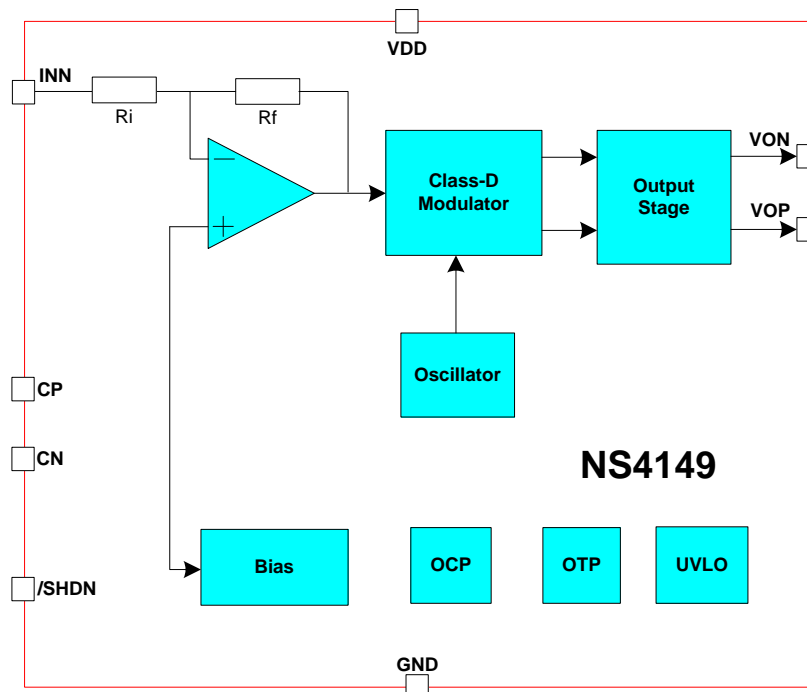 VDD
INN
Ri
Rf
Class-D
Modulator
Output
Stage
VON
VOP
Oscillator
CP
CN
NS4149
/SHDN
Bias
OCP
OTP
UVLO
GND